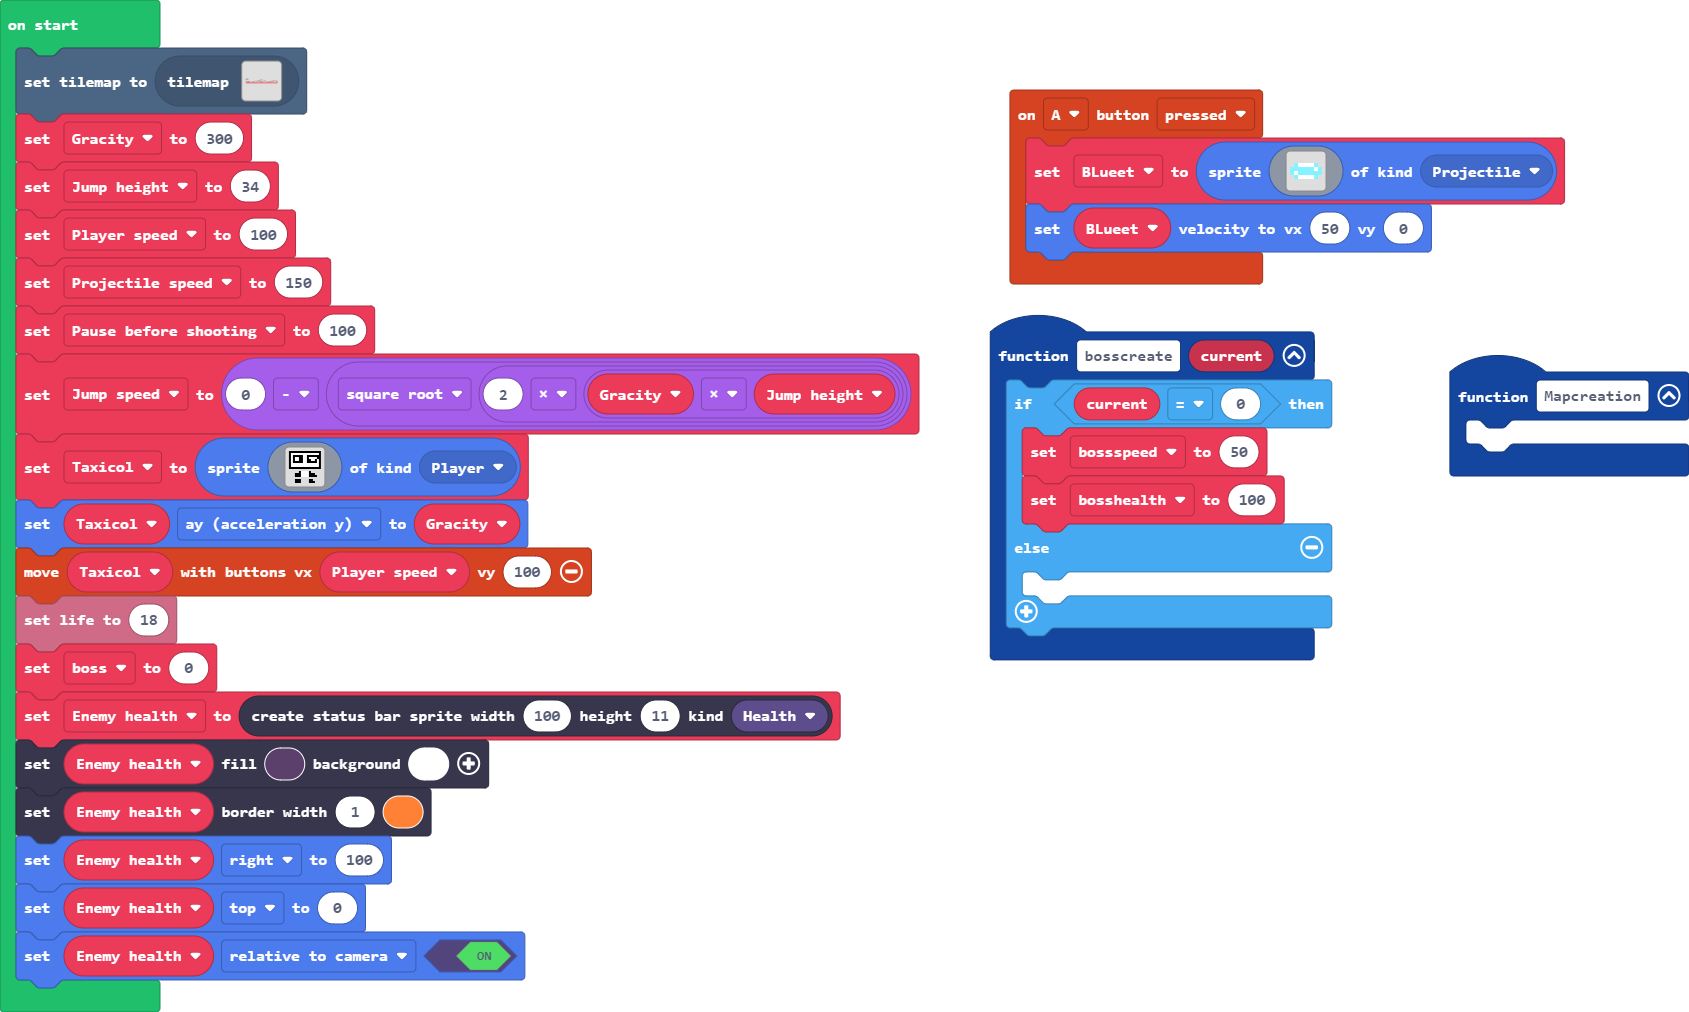 on start
set tilemap to tilemap
set Gracity to 300
set Jump height to 34
set Player speed to 100
set Projectile speed to 150
set Pause before shooting to 100
set Jump speed to 0 - square root 2 × Gracity × Jump height
set Taxicol to sprite of kind Player
set Taxicol ay (acceleration y) to Gracity
move Taxicol with buttons vx Player speed vy 100
set life to 18
set boss to 0
set Enemy health to create status bar sprite width 100 height 11 kind Health
set Enemy health fill background
set Enemy health border width 1
set Enemy health right to 100
set Enemy health top to 0
set Enemy health relative to camera ON
on A button pressed
set BLueet to sprite of kind Projectile
set BLueet velocity to vx 50 vy 0
function bosscreate current
if current = 0 then
set bossspeed to 50
set bosshealth to 100
else
function Mapcreation